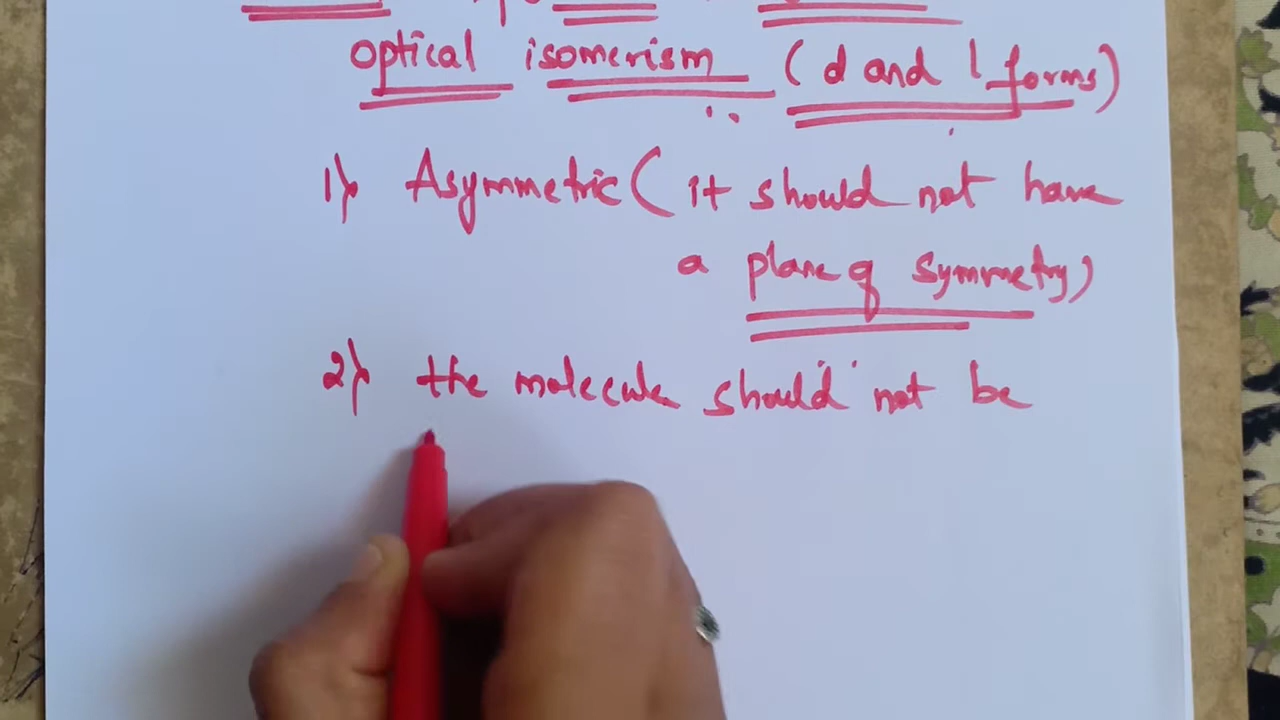 optical isomerism (d and l forms)
1) Asymmetric (it should not have
a plane of symmetry)
2) the molecule should not be